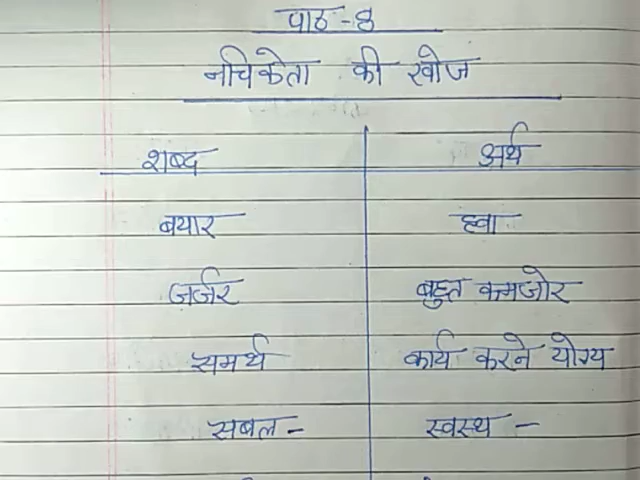 पाठ-8
नचिकेता की खोज
शब्द अर्थ
बयार हवा
जर्जर बहुत कमजोर
समर्थ कार्य करने योग्य
सबल- स्वस्थ -